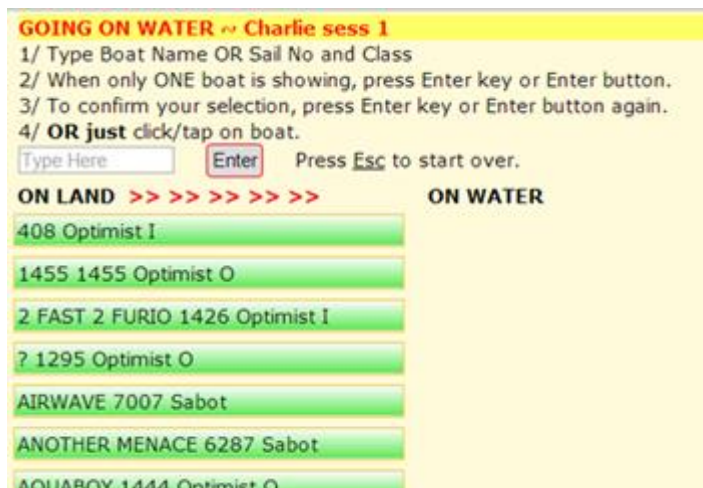 GOING ON WATER ~ Charlie sess 1
1/ Type Boat Name OR Sail No and Class
2/ When only ONE boat is showing, press Enter key or Enter button.
3/ To confirm your selection, press Enter key or Enter button again.
4/ OR just click/tap on boat.
Type Here Enter Press Esc to start over.
ON LAND >> >> >> >> >> ON WATER
408 Optimist I
1455 1455 Optimist O
2 FAST 2 FURIO 1426 Optimist I
? 1295 Optimist O
AIRWAVE 7007 Sabot
ANOTHER MENACE 6287 Sabot
AQUABOY 1444 Optimist O